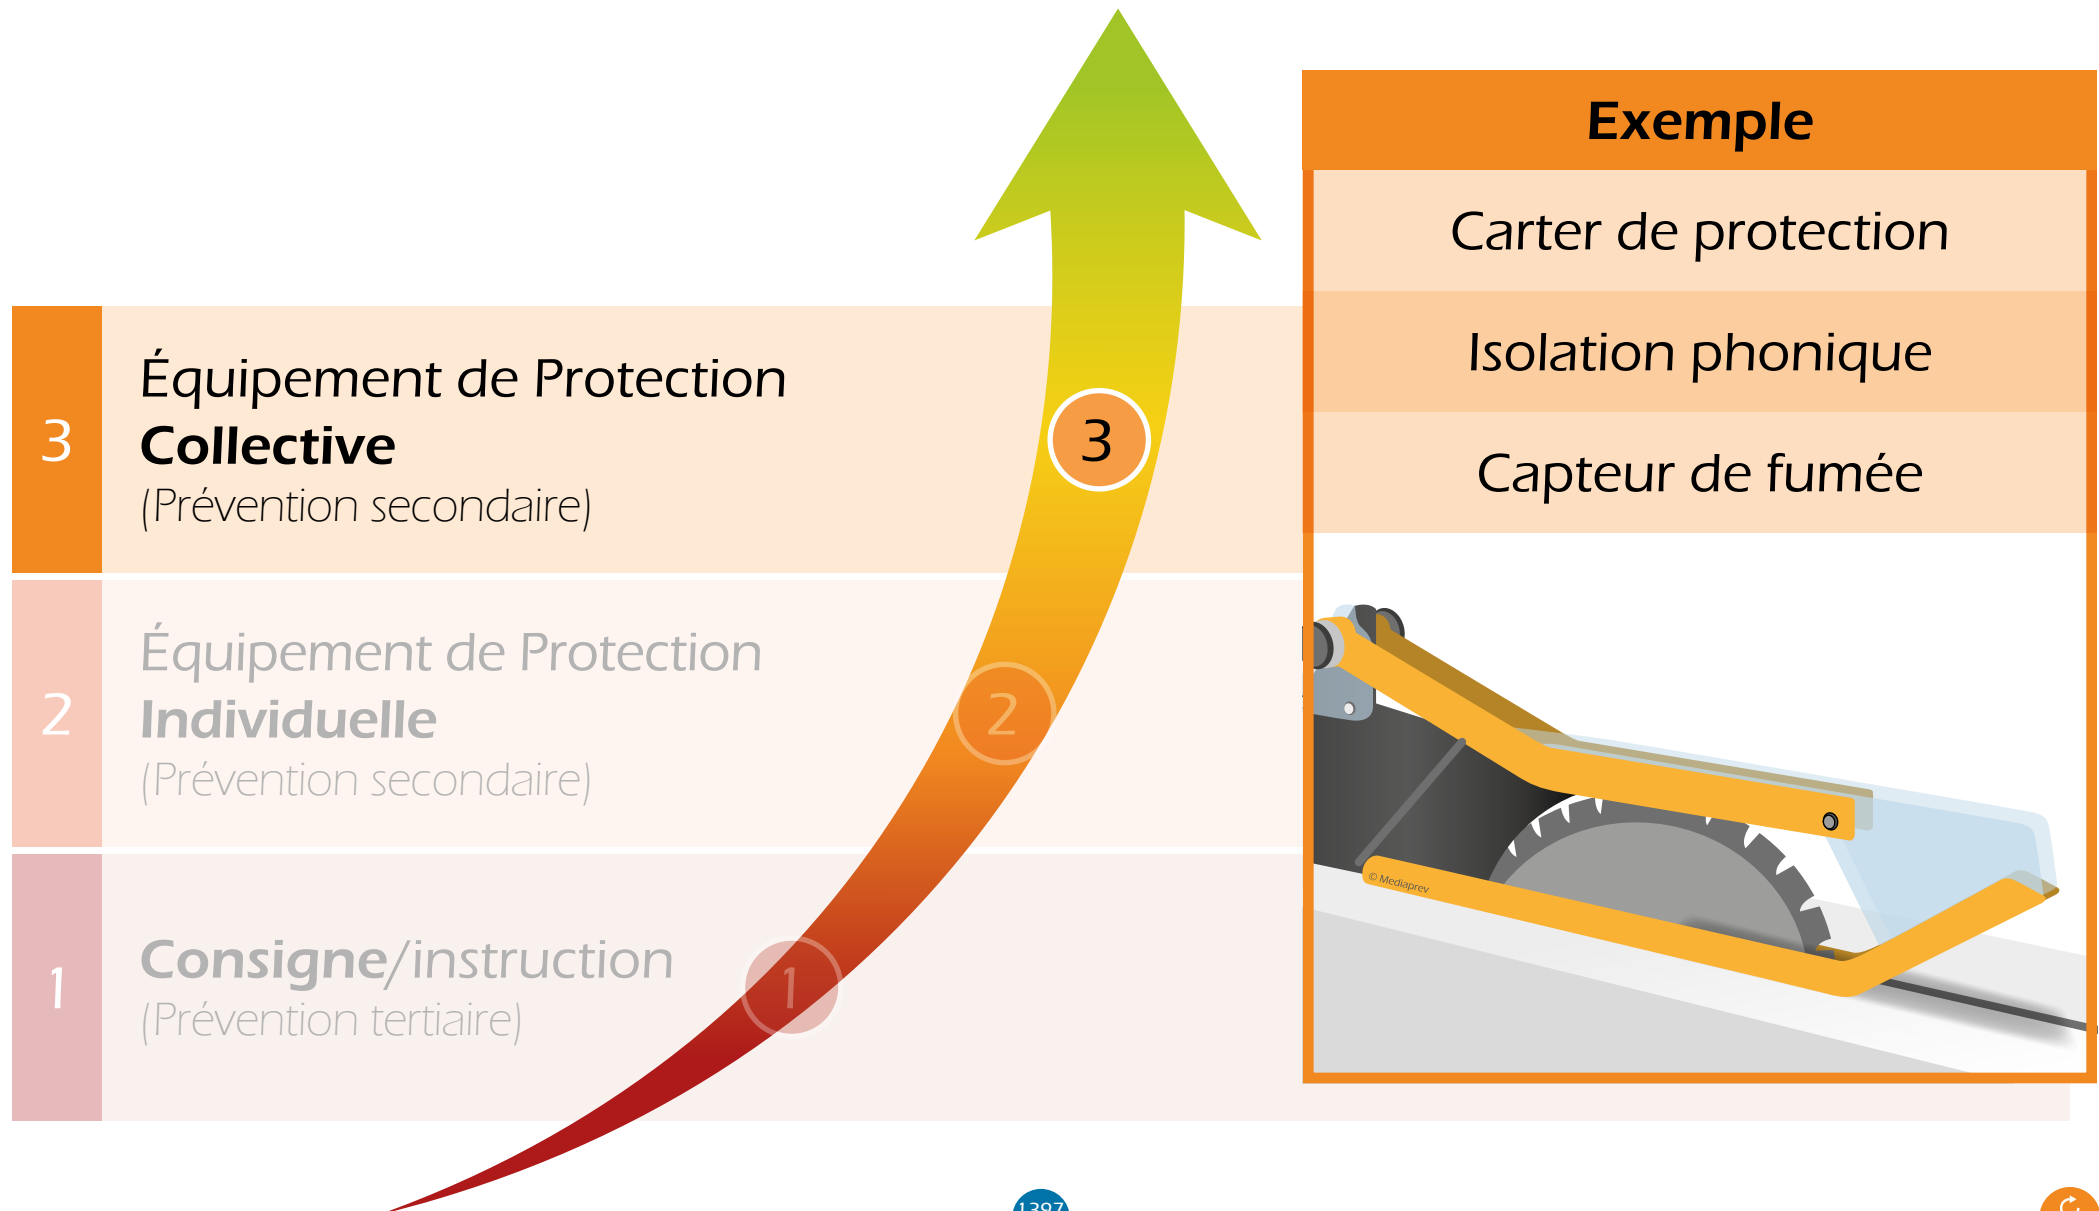 Exemple
Carter de protection
Isolation phonique
Capteur de fumée
3
Équipement de Protection
Collective
(Prévention secondaire)
3
2
Équipement de Protection
Individuelle
(Prévention secondaire)
2
1
Consigne/instruction
(Prévention tertiaire)
1
© Mediaprev
1397